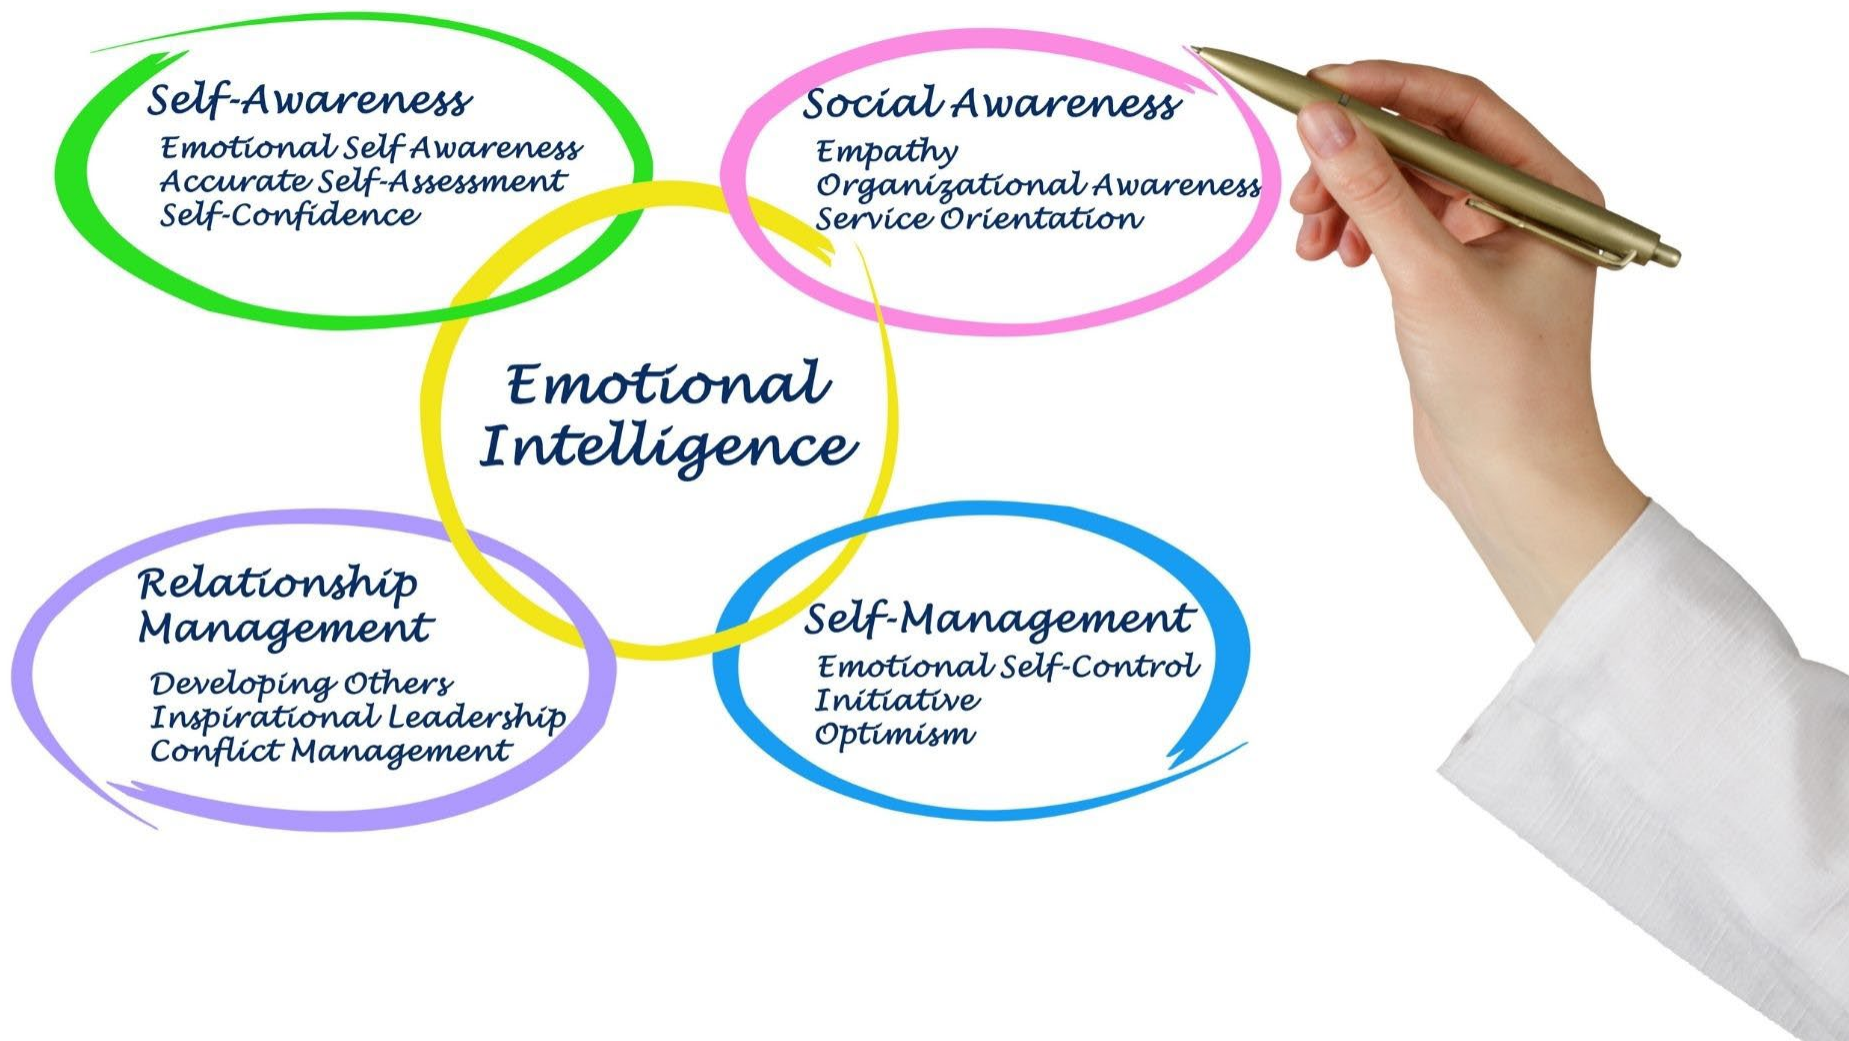 Self-Awareness
Emotional Self Awareness
Accurate Self-Assessment
Self-Confidence
Social Awareness
Empathy
Organizational Awareness
Service Orientation
Emotional
Intelligence
Relationship
Management
Developing Others
Inspirational Leadership
Conflict Management
Self-Management
Emotional Self-Control
Initiative
Optimism